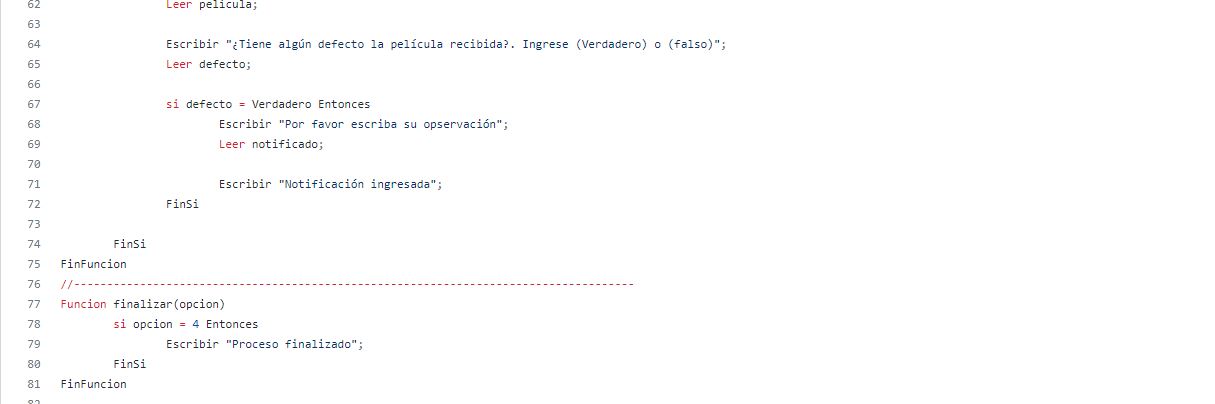 62 Leer pelicula;
63
64 Escribir "¿Tiene algún defecto la película recibida?. Ingrese (Verdadero) o (falso)";
65 Leer defecto;
66
67 si defecto = Verdadero Entonces
68 Escribir "Por favor escriba su opservación";
69 Leer notificado;
70
71 Escribir "Notificación ingresada";
72 FinSi
73
74 FinSi
75 FinFuncion
76 //-------------------------------------------------------------------------------------
77 Funcion finalizar(opcion)
78 si opcion = 4 Entonces
79 Escribir "Proceso finalizado";
80 FinSi
81 FinFuncion